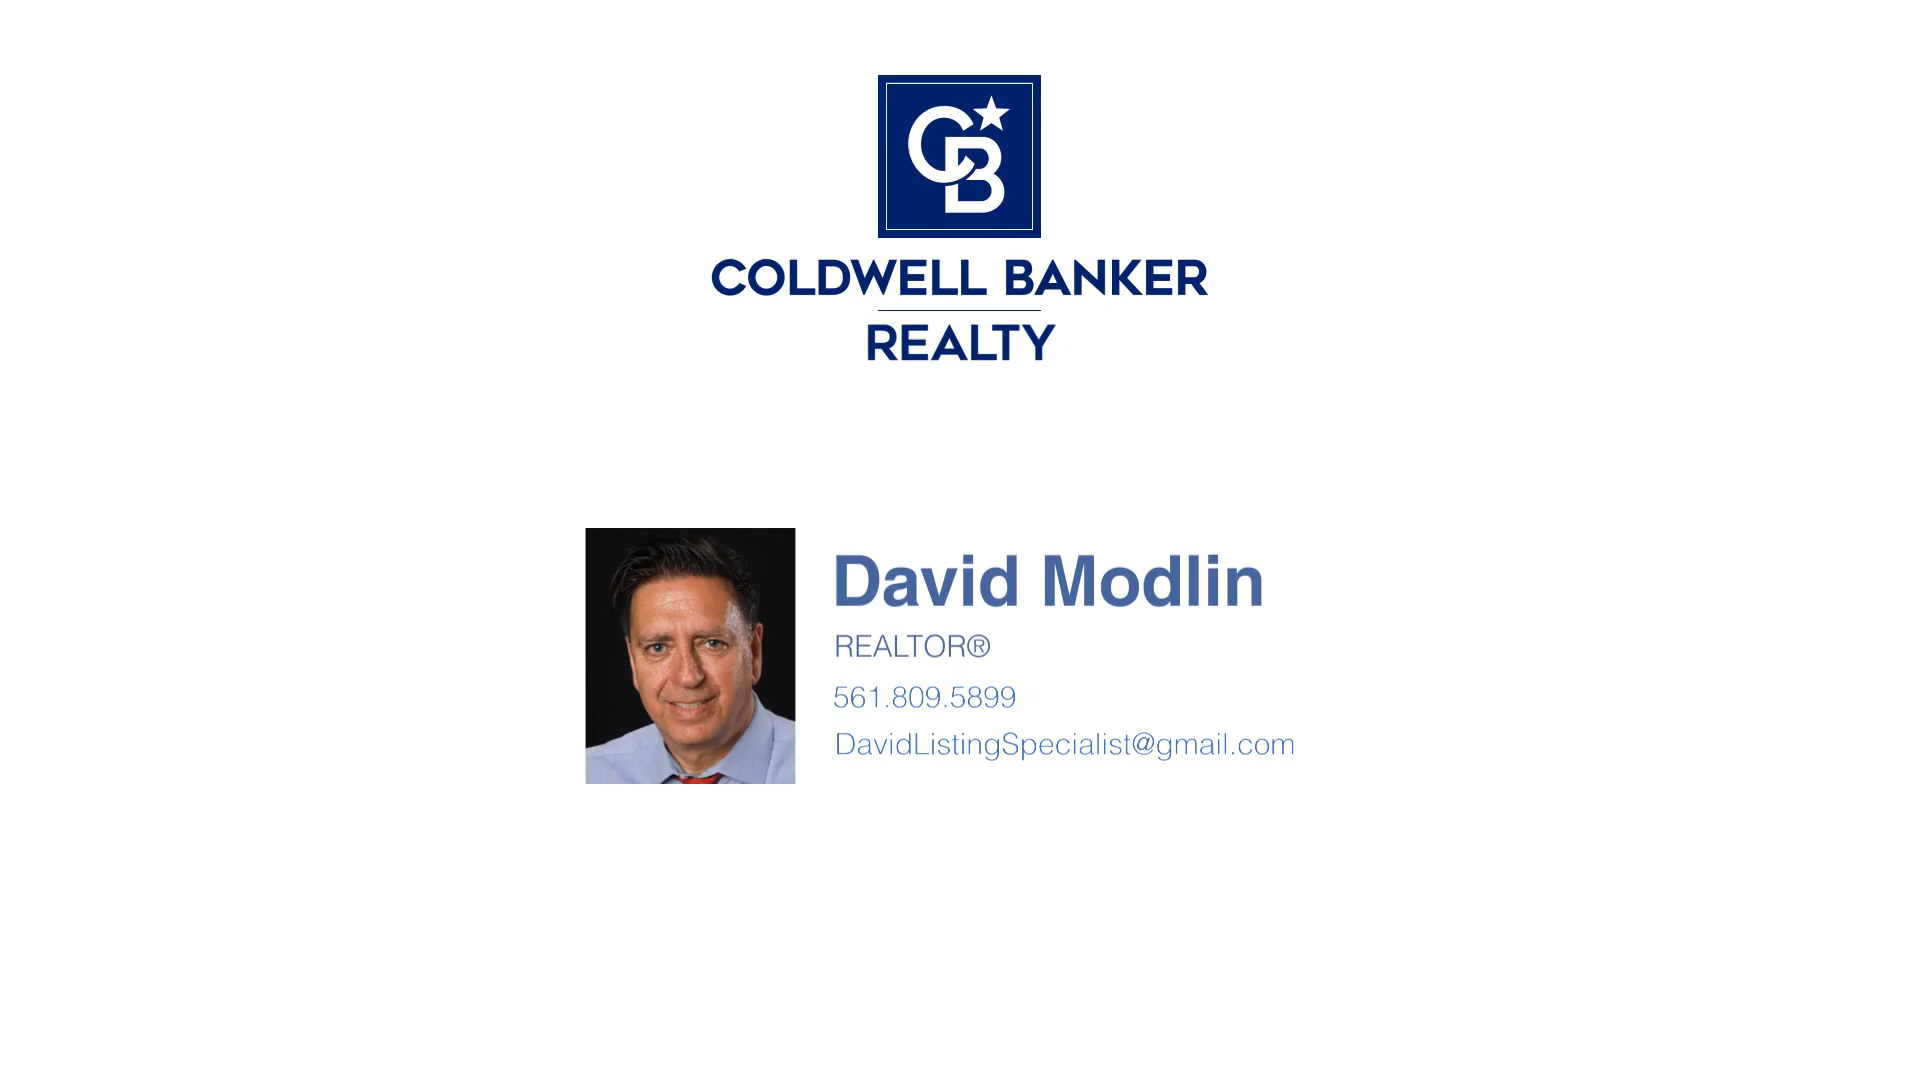 CB
COLDWELL BANKER
REALTY
David Modlin
REALTOR®
561.809.5899
DavidListingSpecialist@gmail.com